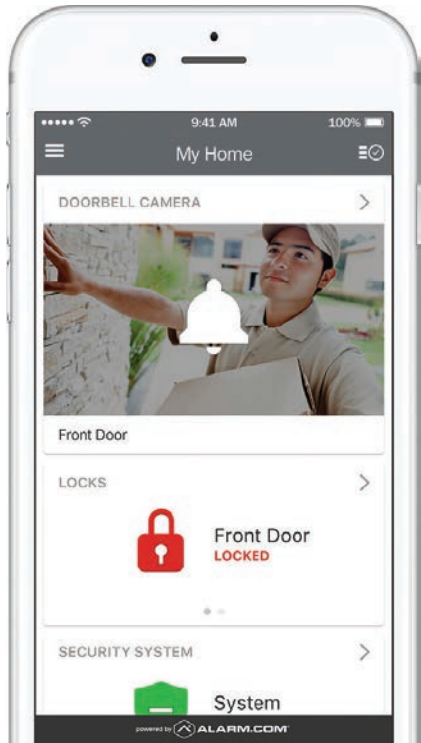 9:41 AM
100%
My Home
DOORBELL CAMERA
Front Door
LOCKS
Front Door
LOCKED
SECURITY SYSTEM
System
powered by ALARM.COM